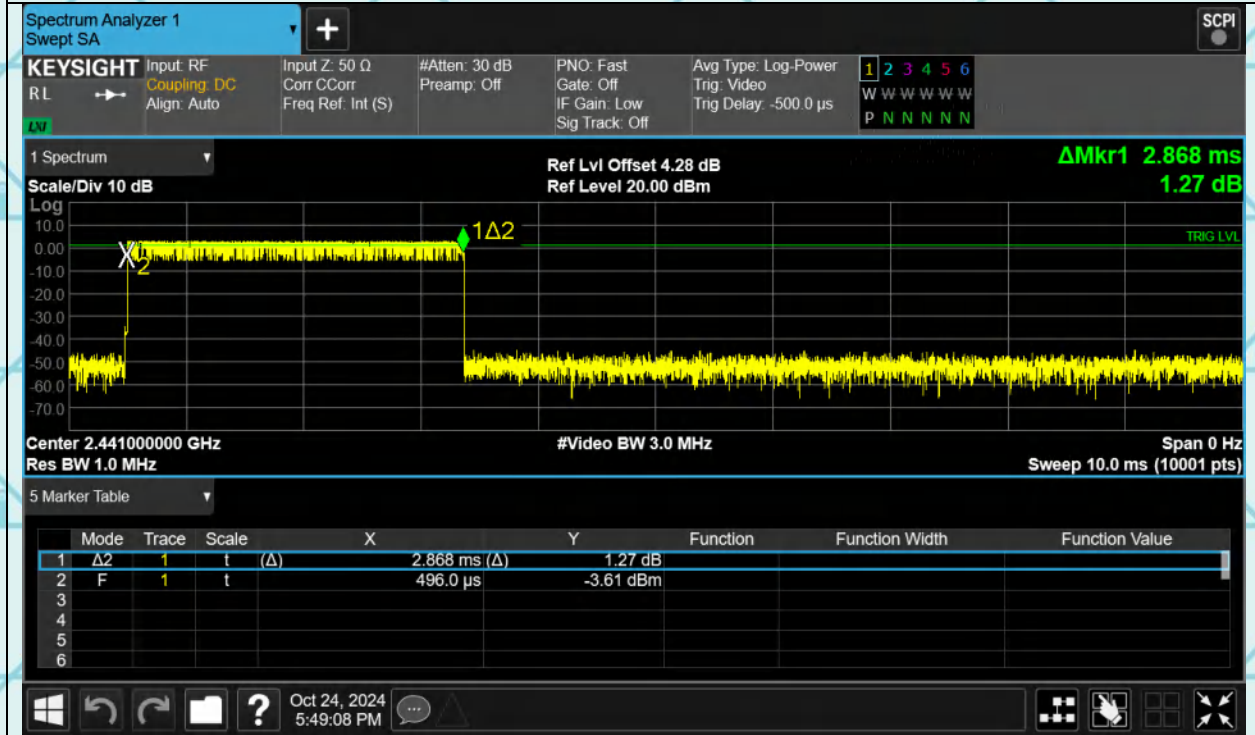 Spectrum Analyzer 1
Swept SA
+
SCPI
KEYSIGHT Input: RF Input Z: 50 Ω #Atten: 30 dB PNO: Fast Avg Type: Log-Power 1 2 3 4 5 6
RL Coupling: DC Corr CCorr Preamp: Off Gate: Off Trig: Video W W W W W W
Align: Auto Freq Ref: Int (S) IF Gain: Low Trig Delay: -500.0 µs P N N N N N
LXI Sig Track: Off
1 Spectrum Ref Lvl Offset 4.28 dB ΔMkr1 2.868 ms
Scale/Div 10 dB Ref Level 20.00 dBm 1.27 dB
Log
10.0 1Δ2
0.00 TRIG LVL
2
-10.0
-20.0
-30.0
-40.0
-50.0
-60.0
-70.0
Center 2.441000000 GHz #Video BW 3.0 MHz Span 0 Hz
Res BW 1.0 MHz Sweep 10.0 ms (10001 pts)
5 Marker Table
Mode Trace Scale X Y Function Function Width Function Value
1 Δ2 1 t (Δ) 2.868 ms (Δ) 1.27 dB
2 F 1 t 496.0 µs -3.61 dBm
3
4
5
6
? Oct 24, 2024
5:49:08 PM